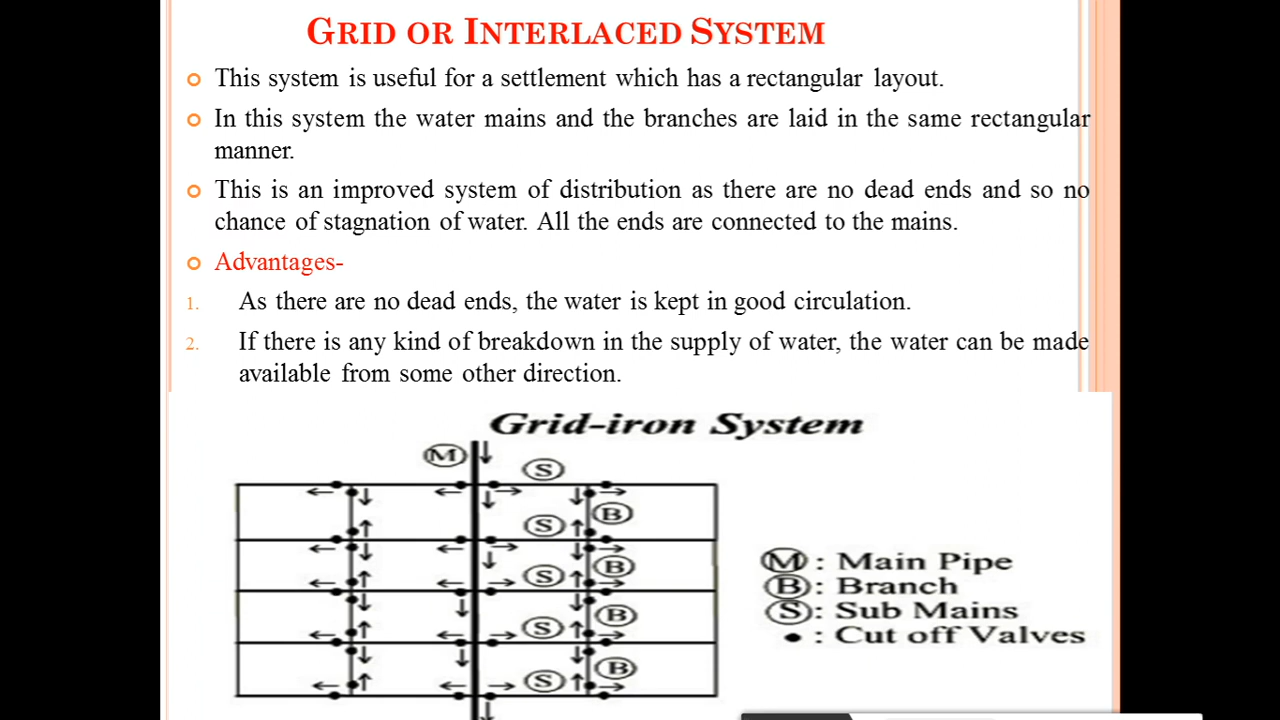 GRID OR INTERLACED SYSTEM
This system is useful for a settlement which has a rectangular layout.
In this system the water mains and the branches are laid in the same rectangular
manner.
This is an improved system of distribution as there are no dead ends and so no
chance of stagnation of water. All the ends are connected to the mains.
Advantages-
1. As there are no dead ends, the water is kept in good circulation.
2. If there is any kind of breakdown in the supply of water, the water can be made
available from some other direction.
Grid-iron System
M
S
B
S
B
S
B
S
B
S
M : Main Pipe
B : Branch
S : Sub Mains
• : Cut off Valves